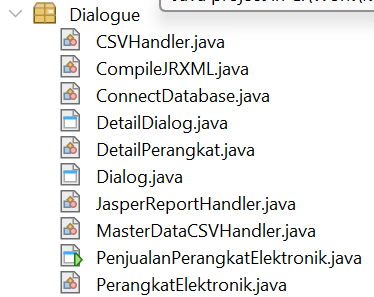 Dialogue
CSVHandler.java
CompileJRXML.java
ConnectDatabase.java
DetailDialog.java
DetailPerangkat.java
Dialog.java
JasperReportHandler.java
MasterDataCSVHandler.java
PenjualanPerangkatElektronik.java
PerangkatElektronik.java